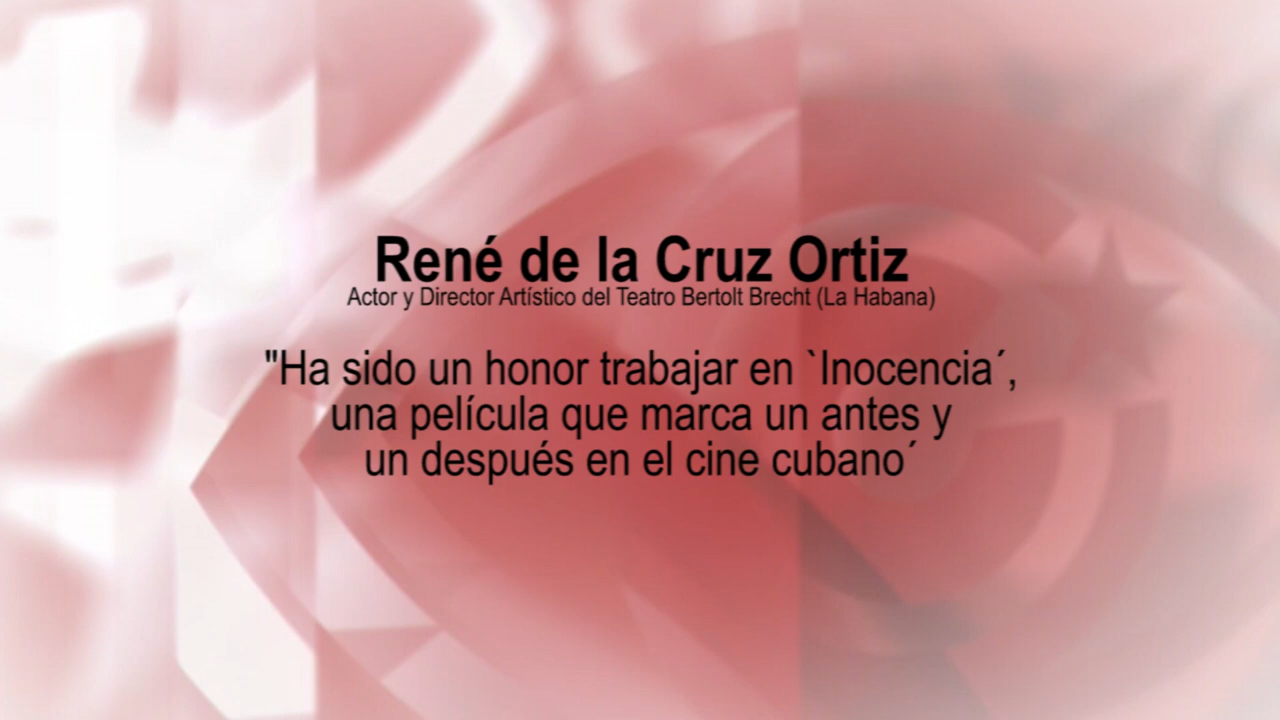 René de la Cruz Ortiz
Actor y Director Artístico del Teatro Bertolt Brecht (La Habana)
"Ha sido un honor trabajar en `Inocencia´,
una película que marca un antes y
un después en el cine cubano´